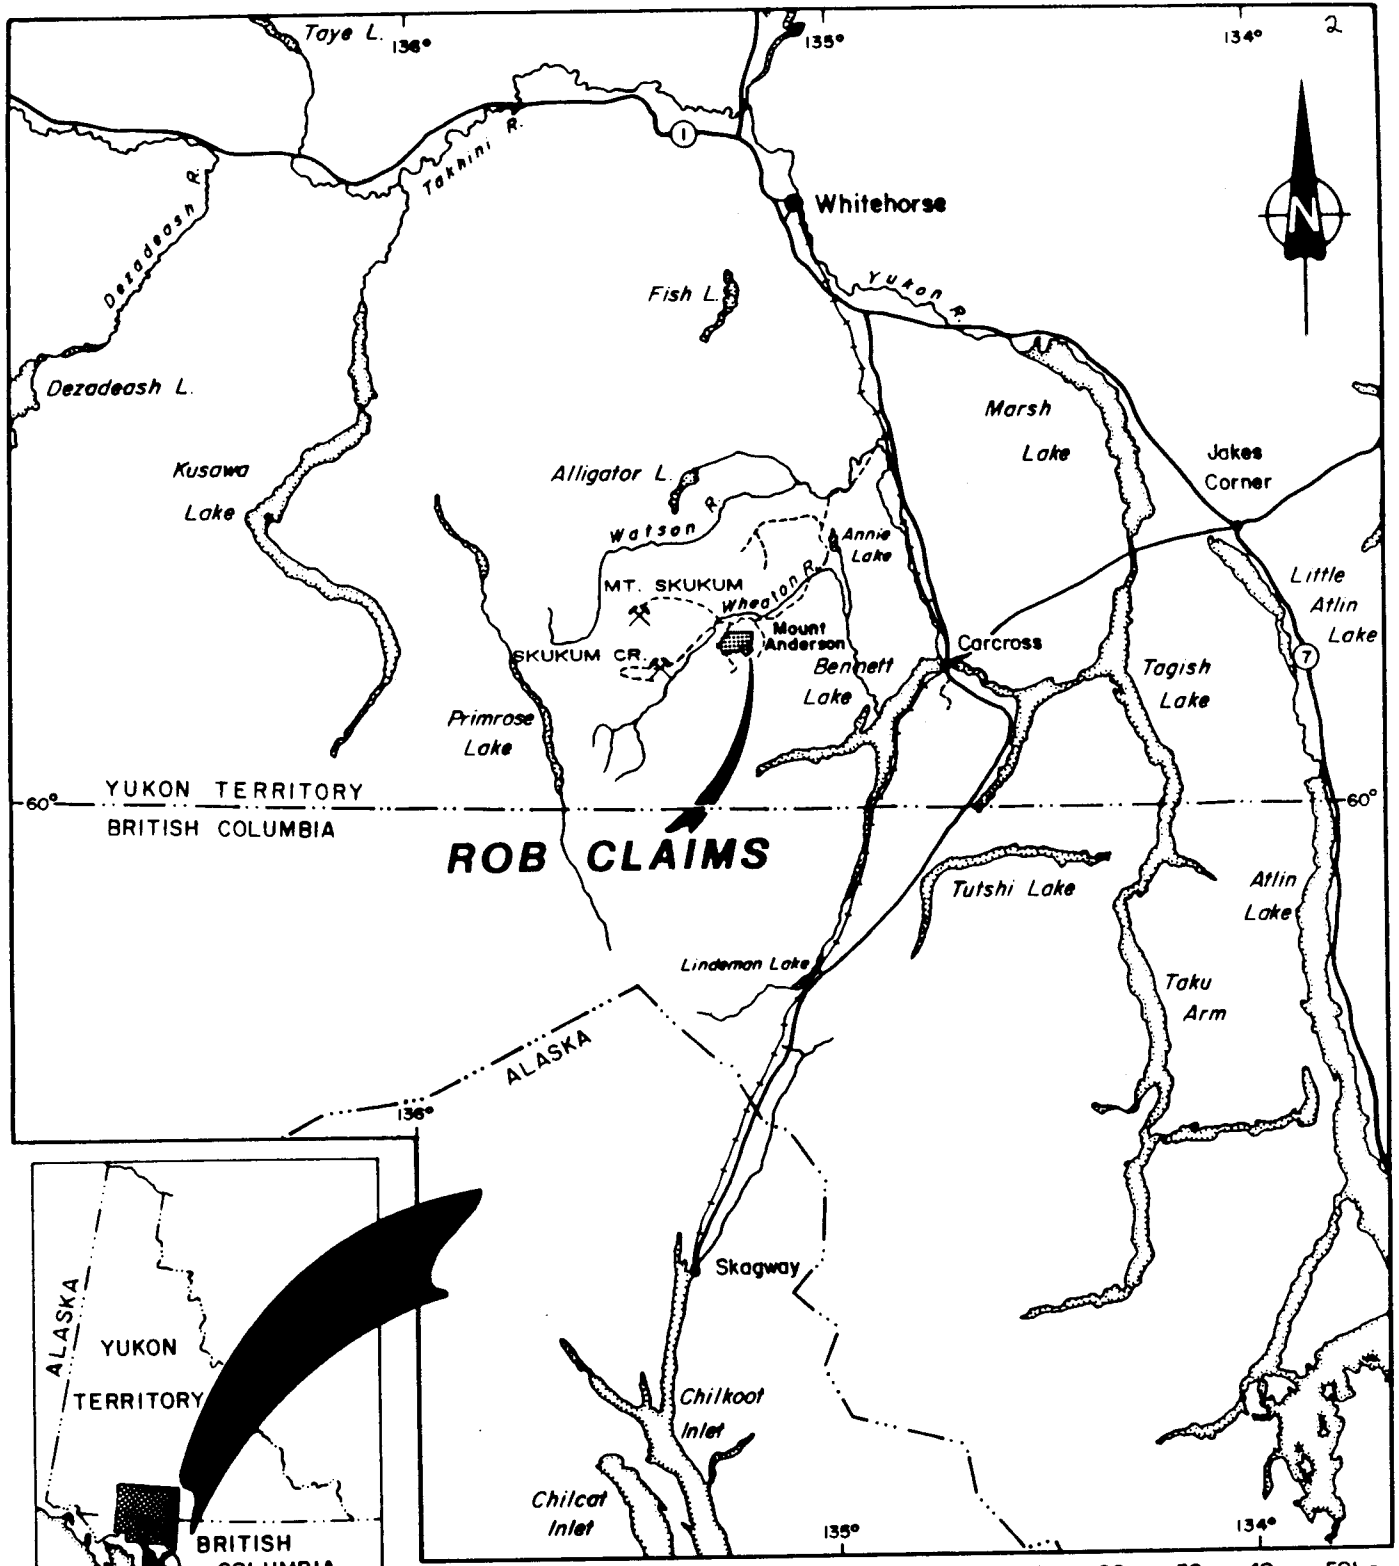 Taye L.
136°
135°
134°
2
1
Takhini R.
Dezadeash R.
Whitehorse
N
Yukon R.
Fish L.
Dezadeash L.
Marsh
Lake
Kusawa
Lake
Alligator L.
Jakes
Corner
Watson R.
Annie
Lake
MT. SKUKUM
Wheaton R.
Little
Atlin
Lake
Mount
Anderson
SKUKUM CR.
Carcross
7
Bennett
Lake
Tagish
Lake
Primrose
Lake
60°
YUKON TERRITORY
60°
BRITISH COLUMBIA
ROB CLAIMS
Tutshi Lake
Atlin
Lake
Lindeman Lake
Taku
Arm
ALASKA
136°
Skagway
ALASKA
YUKON
TERRITORY
Chilkoot
Inlet
Chilcat
Inlet
BRITISH
COLUMBIA
135°
134°